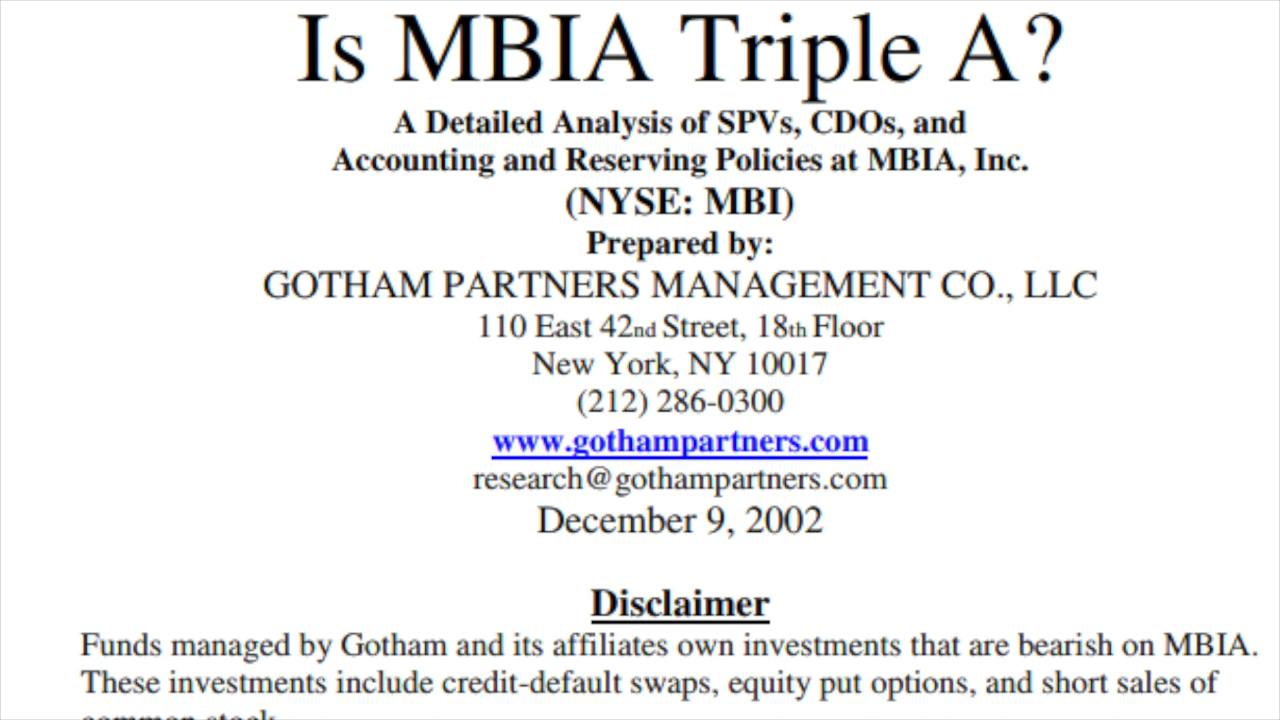 Is MBIA Triple A?
A Detailed Analysis of SPVs, CDOs, and
Accounting and Reserving Policies at MBIA, Inc.
(NYSE: MBI)
Prepared by:
GOTHAM PARTNERS MANAGEMENT CO., LLC
110 East 42nd Street, 18th Floor
New York, NY 10017
(212) 286-0300
www.gothampartners.com
research@gothampartners.com
December 9, 2002
Disclaimer
Funds managed by Gotham and its affiliates own investments that are bearish on MBIA.
These investments include credit-default swaps, equity put options, and short sales of
common stock